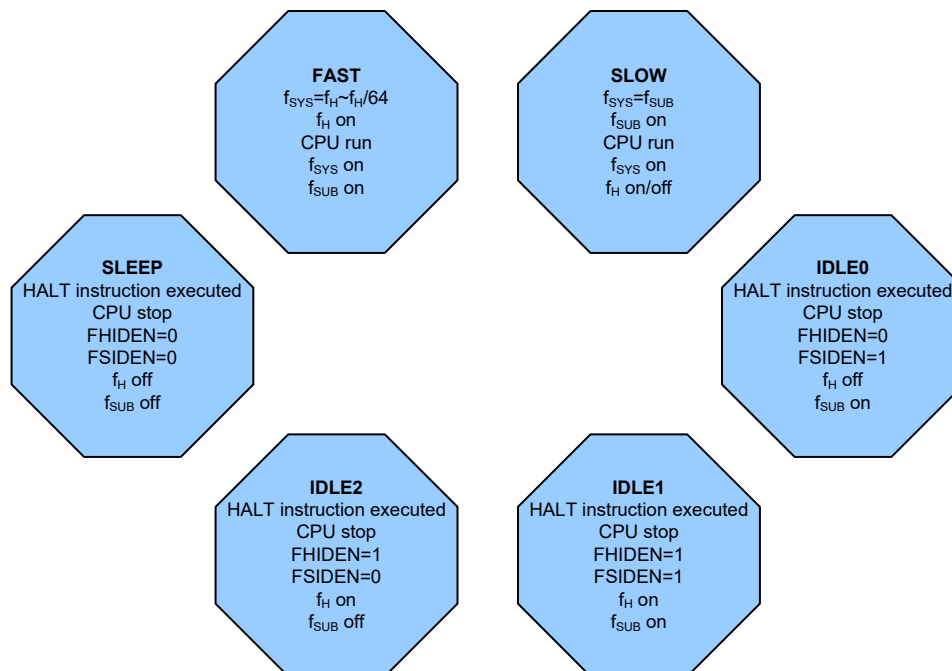 FAST
fSYS=fH~fH/64
fH on
CPU run
fSYS on
fSUB on
SLOW
fSYS=fSUB
fSUB on
CPU run
fSYS on
fH on/off
SLEEP
HALT instruction executed
CPU stop
FHIDEN=0
FSIDEN=0
fH off
fSUB off
IDLE0
HALT instruction executed
CPU stop
FHIDEN=0
FSIDEN=1
fH off
fSUB on
IDLE2
HALT instruction executed
CPU stop
FHIDEN=1
FSIDEN=0
fH on
fSUB off
IDLE1
HALT instruction executed
CPU stop
FHIDEN=1
FSIDEN=1
fH on
fSUB on